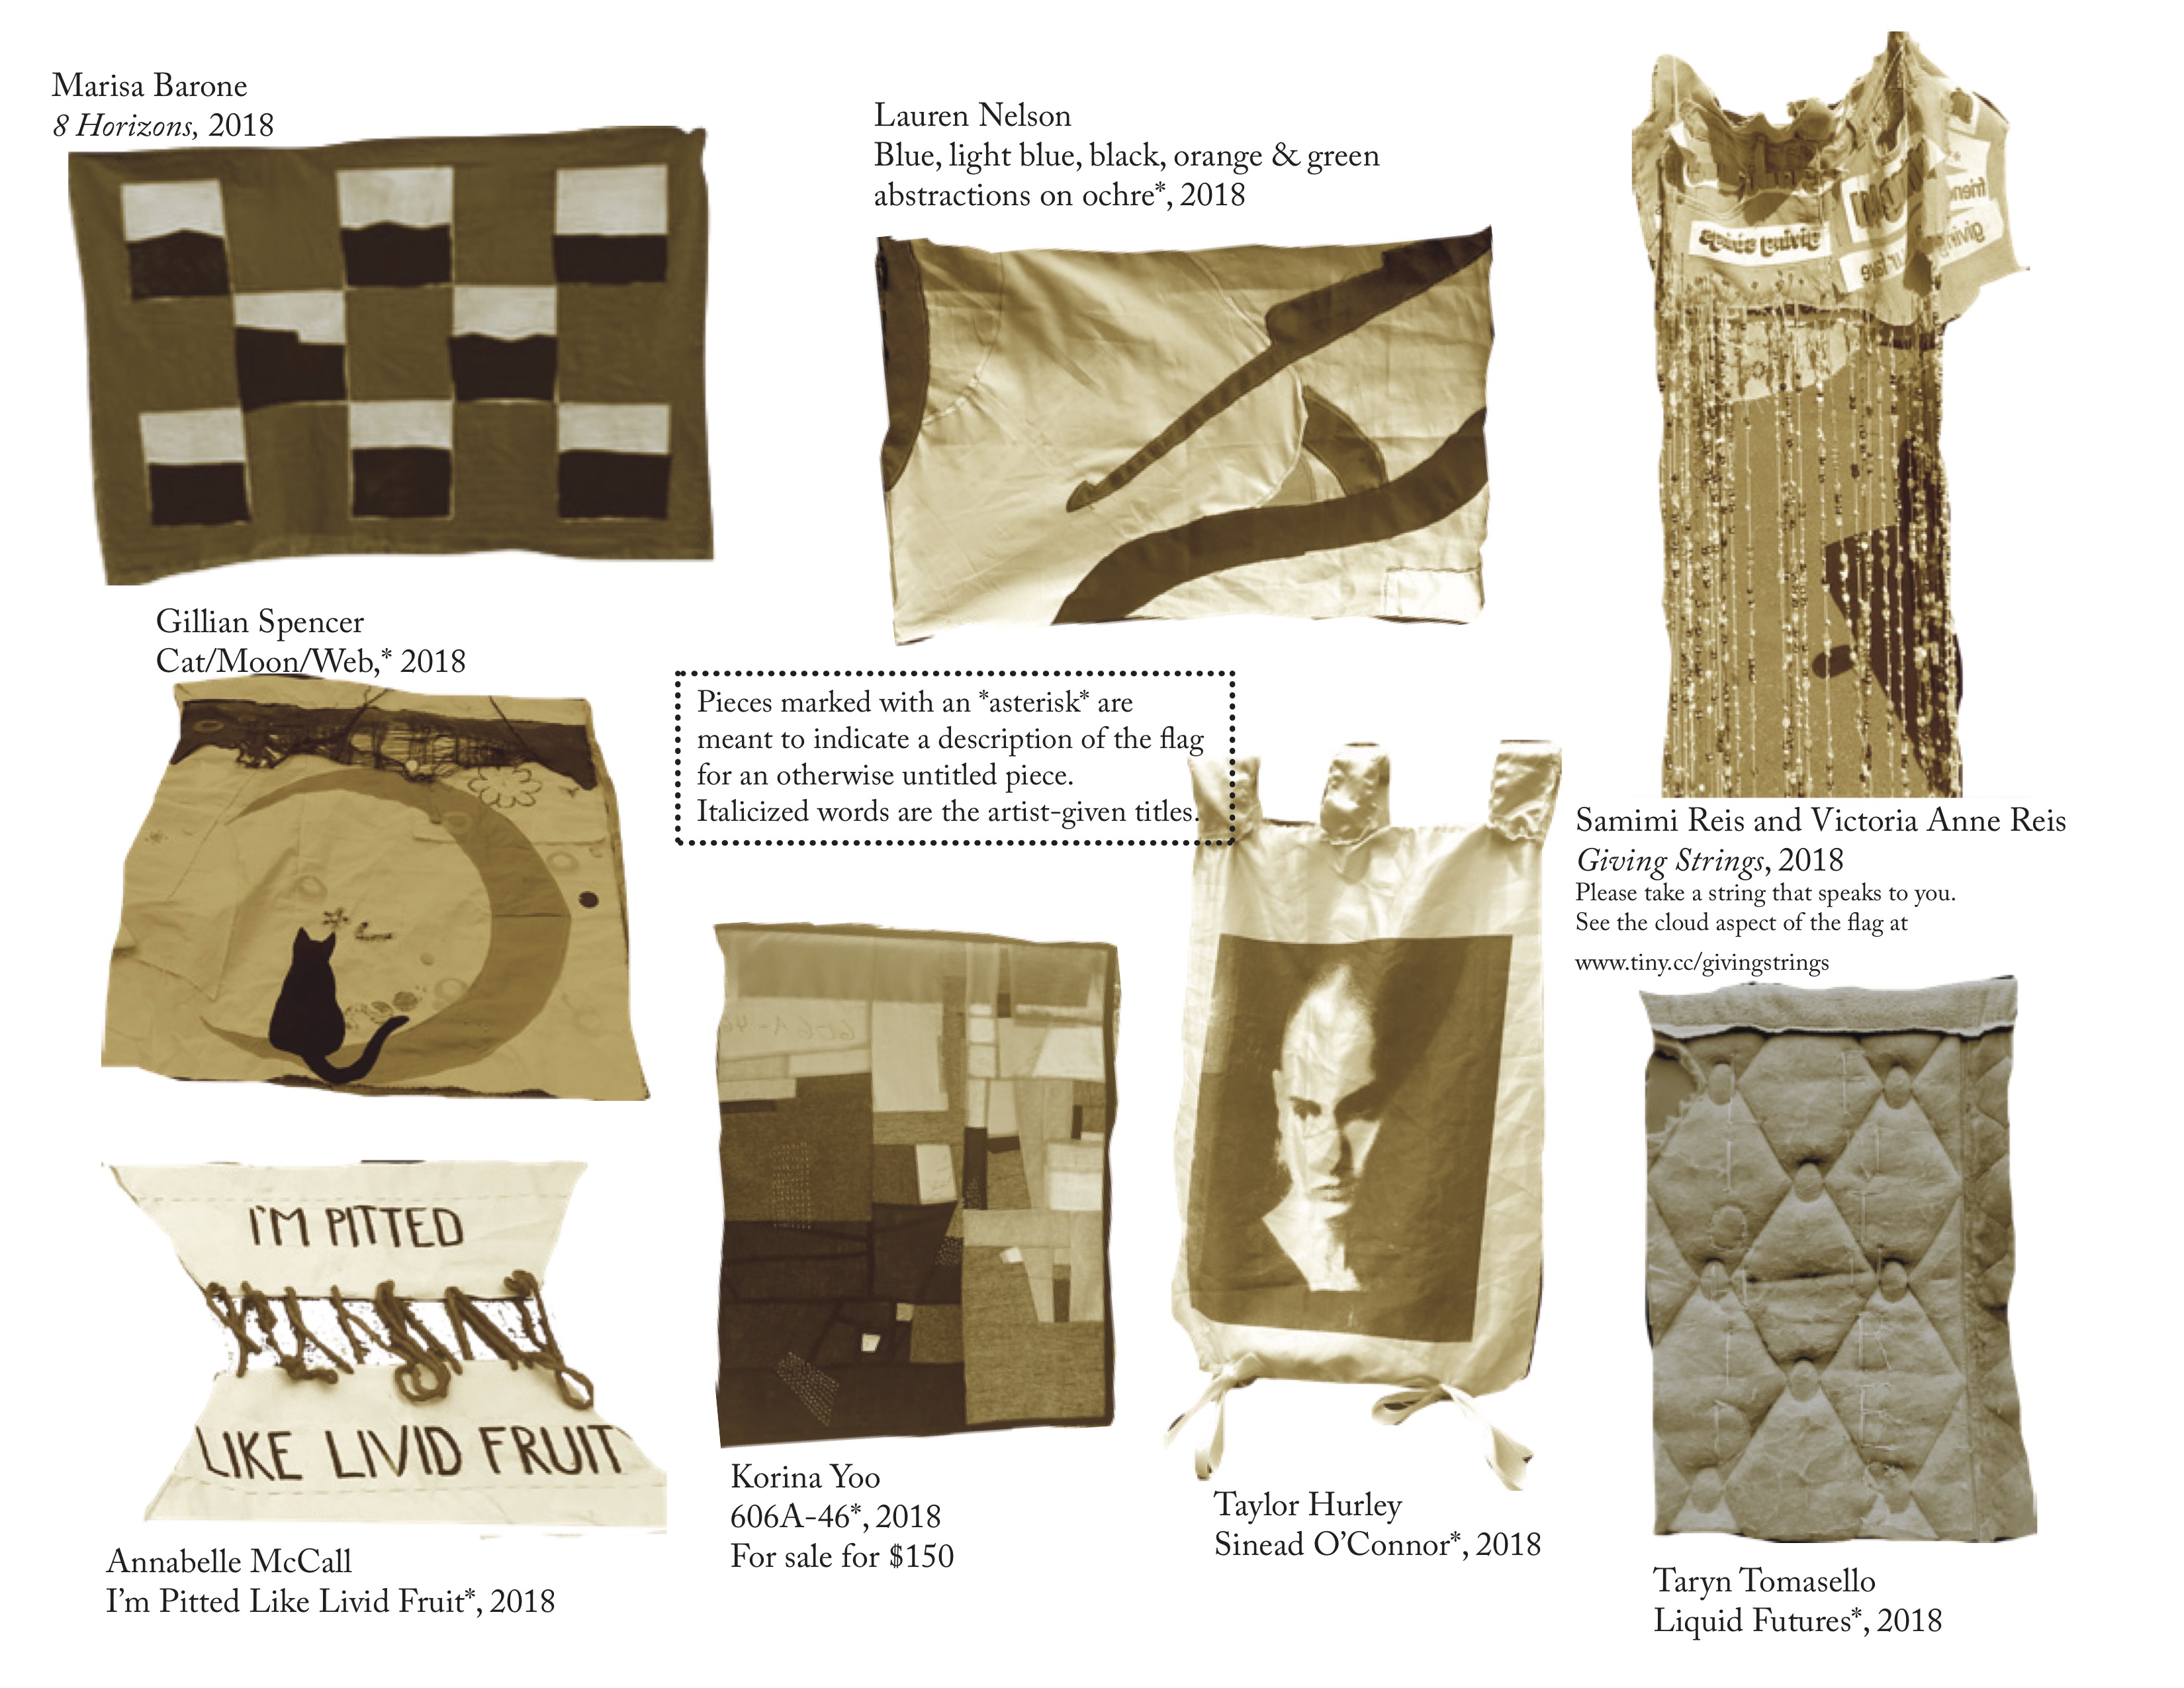 Marisa Barone
8 Horizons, 2018
Lauren Nelson
Blue, light blue, black, orange & green
abstractions on ochre*, 2018
giving strings
Gillian Spencer
Cat/Moon/Web,* 2018
Pieces marked with an *asterisk* are
meant to indicate a description of the flag
for an otherwise untitled piece.
Italicized words are the artist-given titles.
Samimi Reis and Victoria Anne Reis
Giving Strings, 2018
Please take a string that speaks to you.
See the cloud aspect of the flag at
www.tiny.cc/givingstrings
606A-46
I'M PITTED
LIKE LIVID FRUIT
Annabelle McCall
I'm Pitted Like Livid Fruit*, 2018
Korina Yoo
606A-46*, 2018
For sale for $150
Taylor Hurley
Sinead O'Connor*, 2018
Taryn Tomasello
Liquid Futures*, 2018